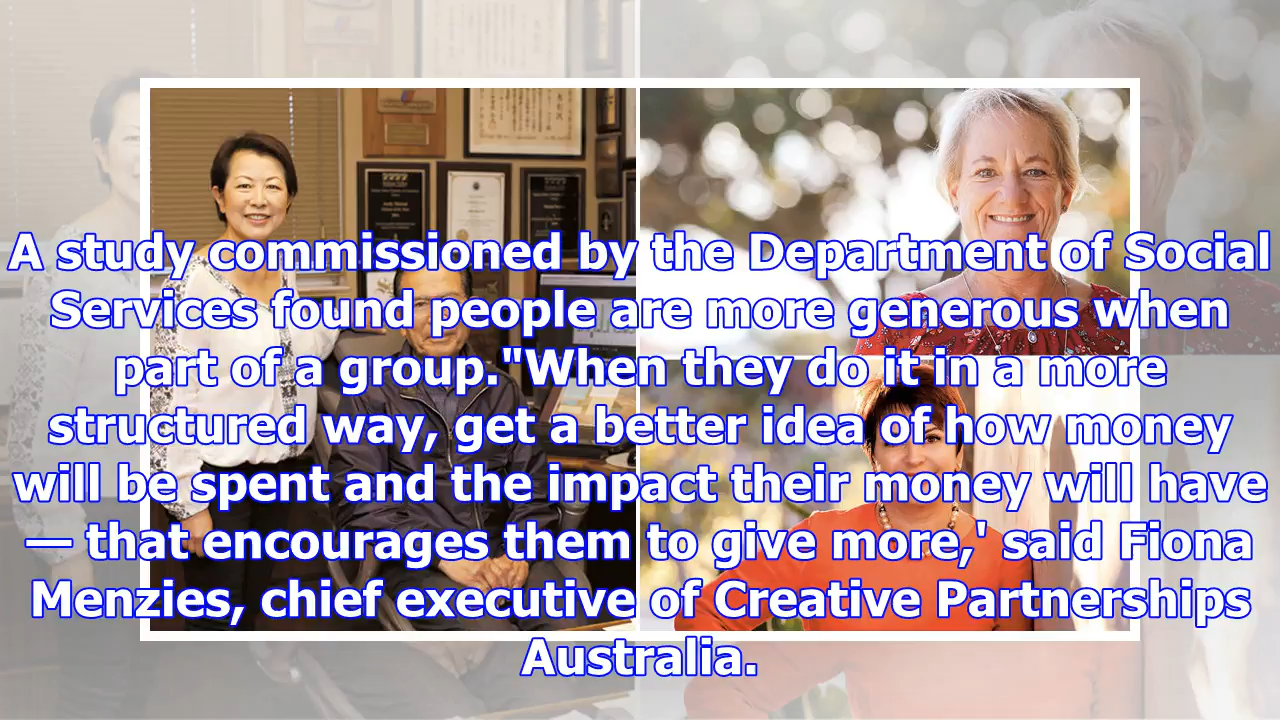 A study commissioned by the Department of Social
Services found people are more generous when
part of a group."When they do it in a more
structured way, get a better idea of how money
will be spent and the impact their money will have
— that encourages them to give more,' said Fiona
Menzies, chief executive of Creative Partnerships
Australia.